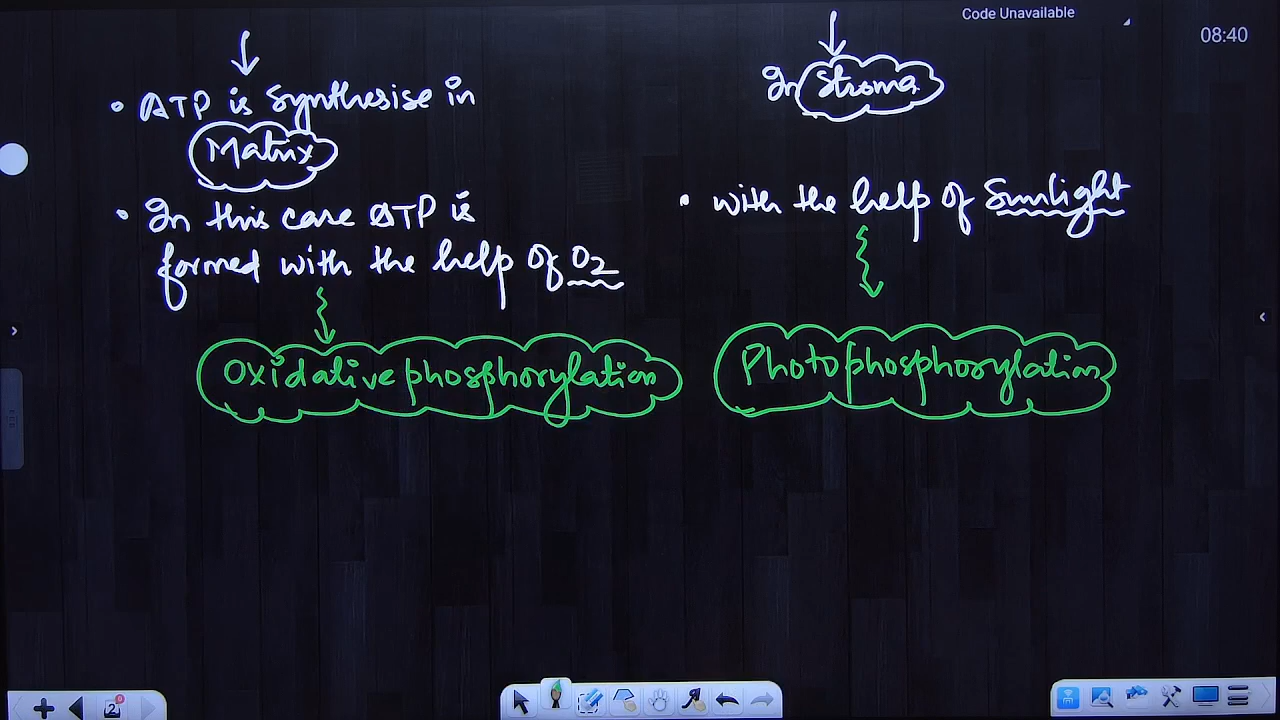 Code Unavailable
08:40
• ATP is synthesise in
Matrix
• In this case ATP is
formed with the help of O2
Oxidative phosphorylation
In Stroma
• with the help of Sunlight
Photophosphorylation
2